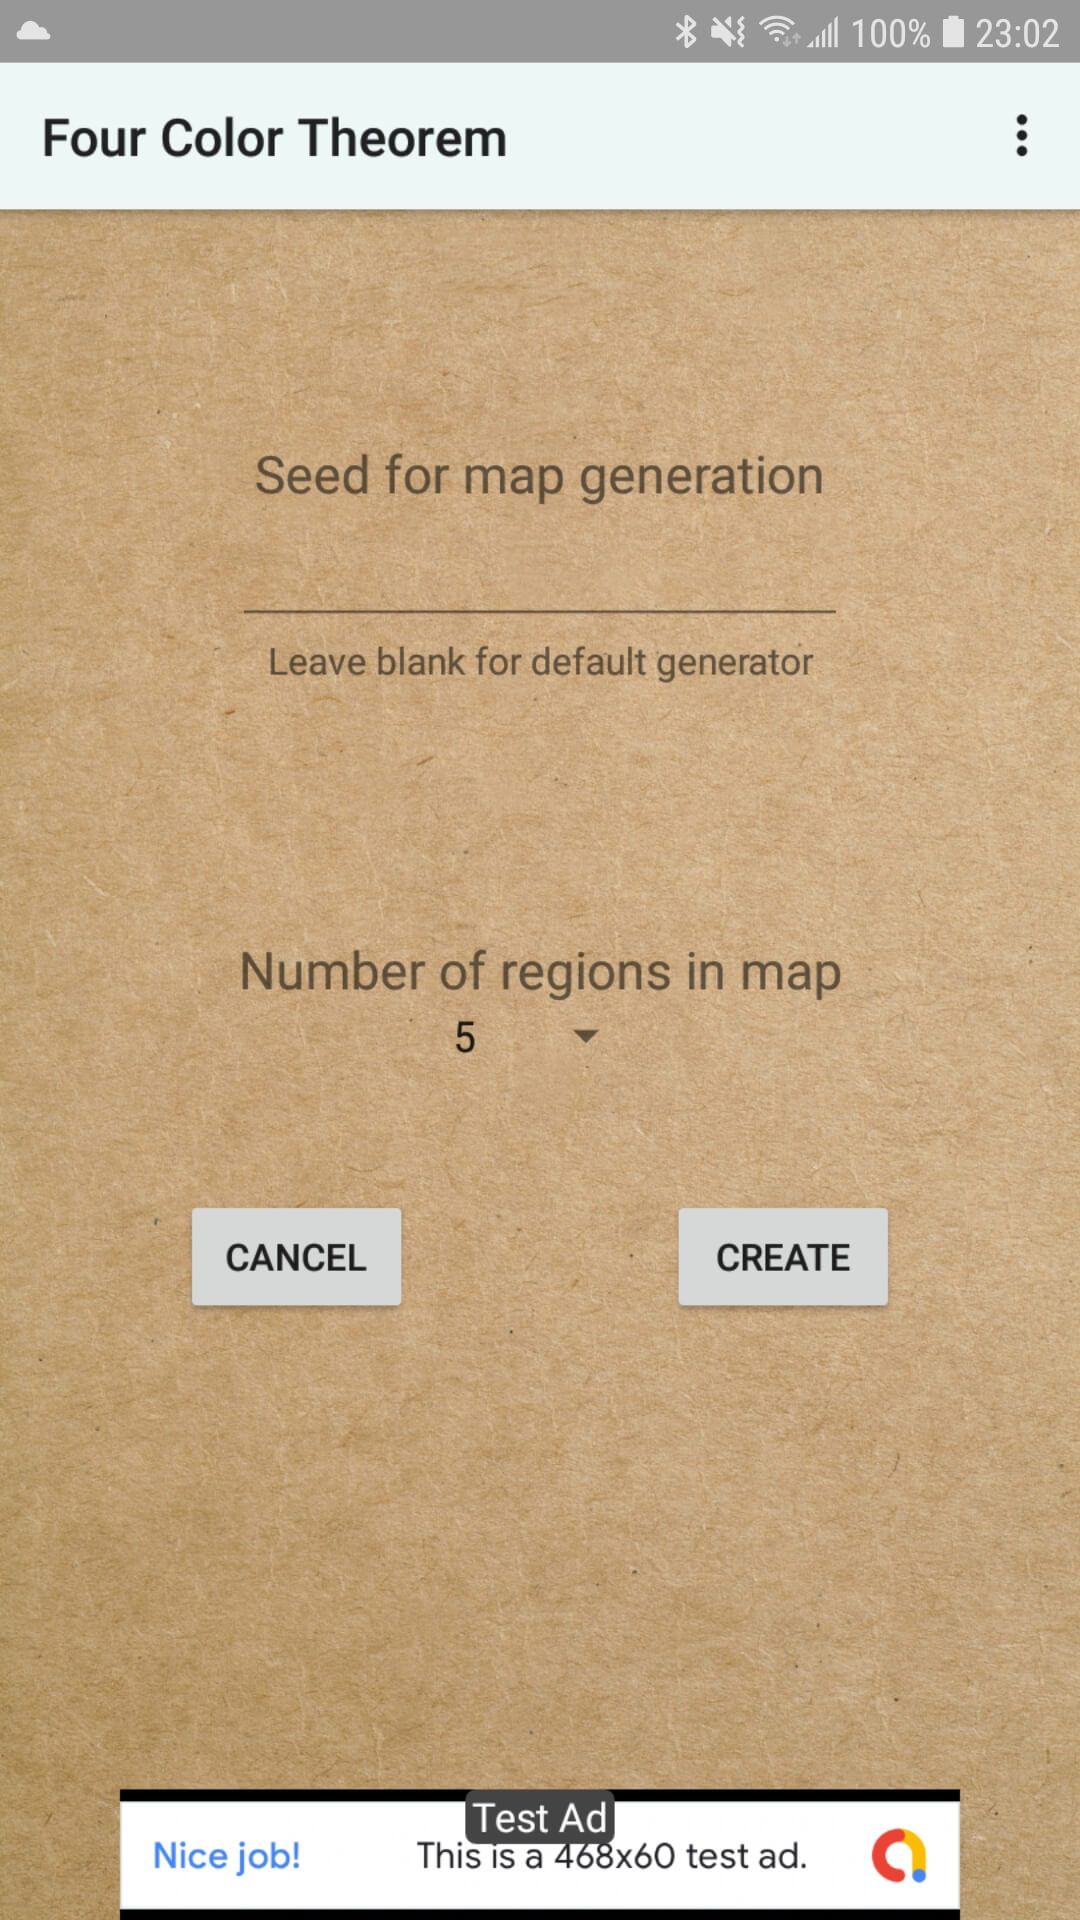 100% 23:02
Four Color Theorem
Seed for map generation
Leave blank for default generator
Number of regions in map
5
CANCEL CREATE
Test Ad
Nice job! This is a 468x60 test ad.